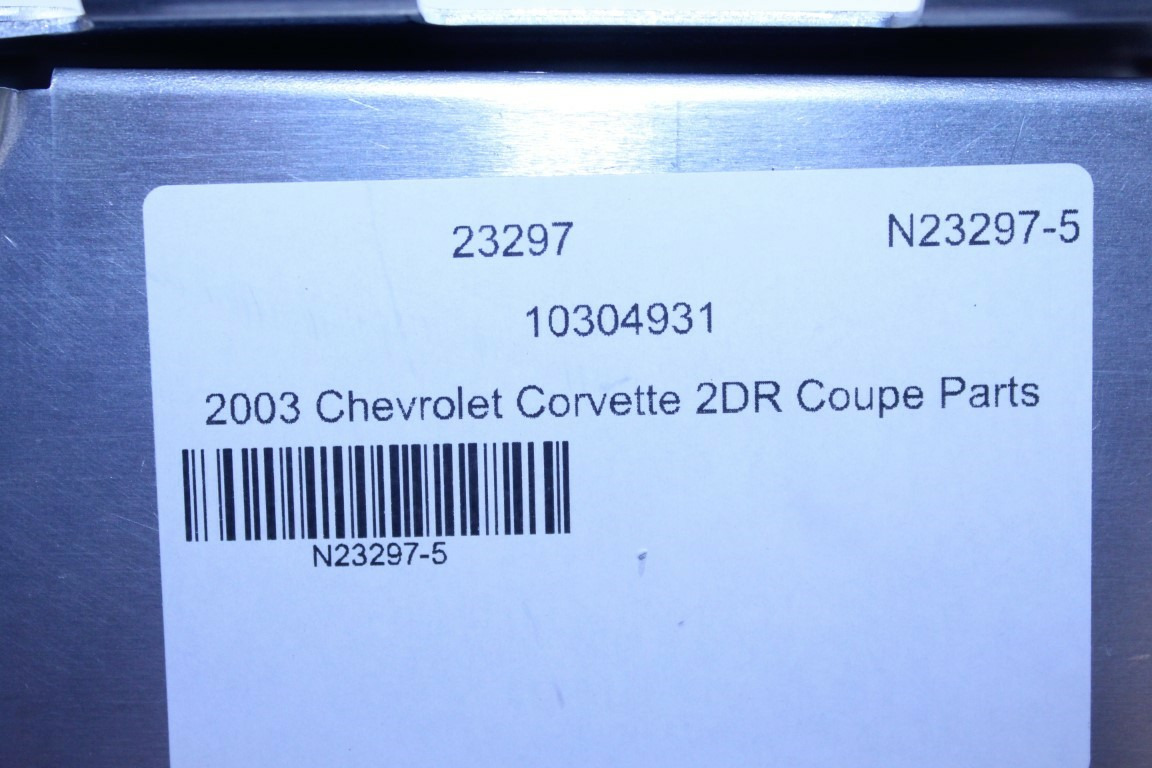 23297 N23297-5
10304931
2003 Chevrolet Corvette 2DR Coupe Parts
N23297-5